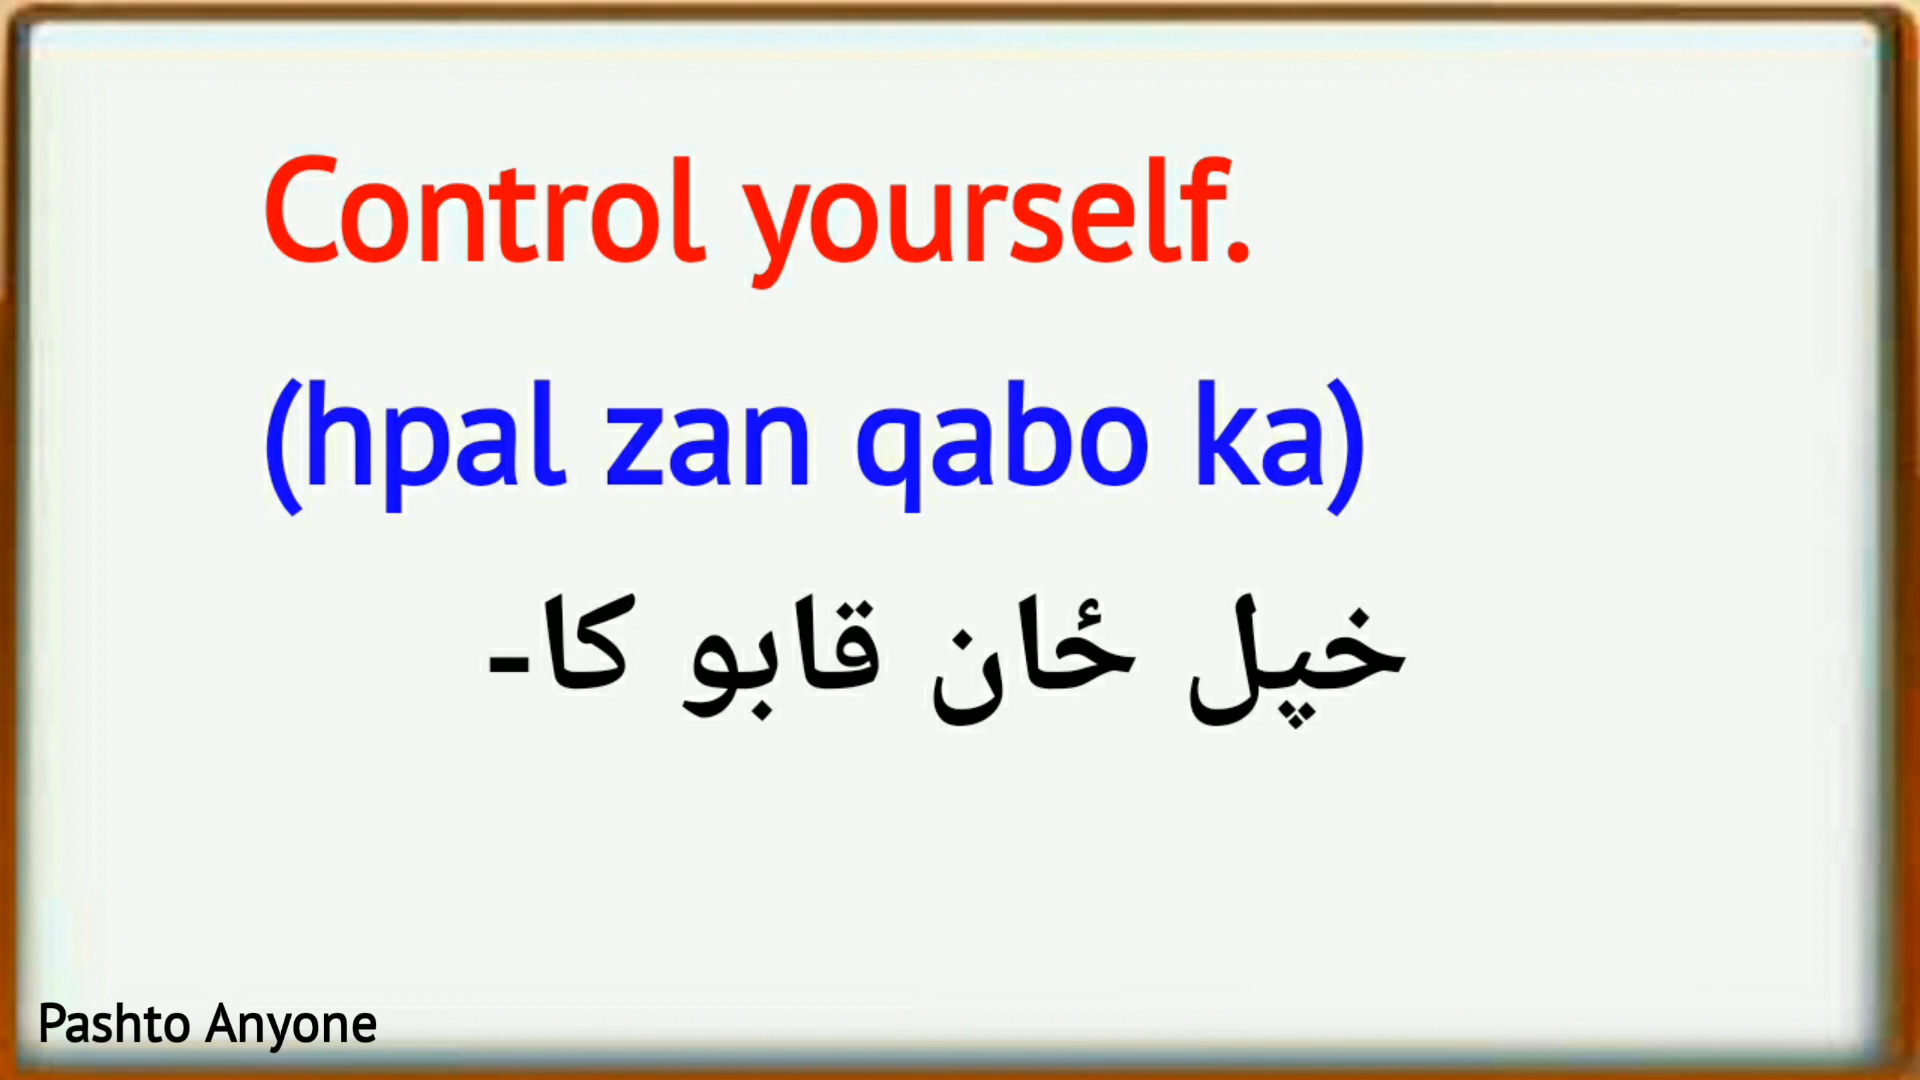 Control yourself.
(hpal zan qabo ka)
خپل ځان قابو کا-
Pashto Anyone